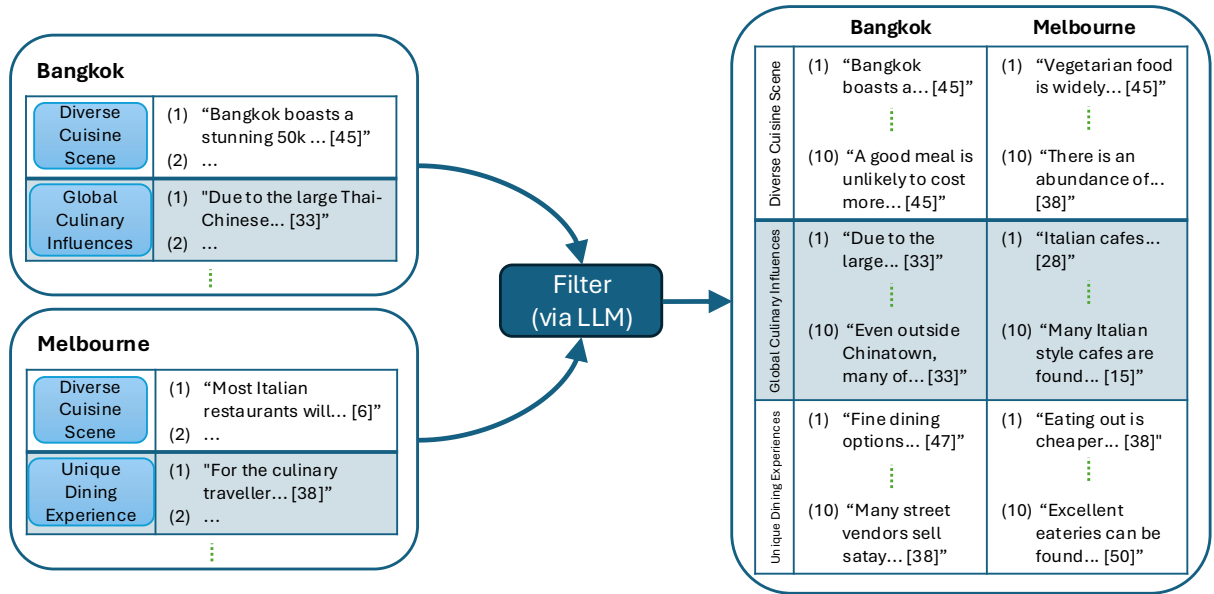 Bangkok
Diverse
Cuisine
Scene
(1) “Bangkok boasts a
stunning 50k ... [45]”
(2) ...
Global
Culinary
Influences
(1) "Due to the large Thai-
Chinese... [33]”
(2) ...
Melbourne
Diverse
Cuisine
Scene
(1) “Most Italian
restaurants will... [6]”
(2) ...
Unique
Dining
Experience
(1) "For the culinary
traveller... [38]”
(2) ...
Filter
(via LLM)
Bangkok
Melbourne
Diverse Cuisine Scene
(1) “Bangkok
boasts a... [45]”
(10) “A good meal is
unlikely to cost
more... [45]”
(1) “Vegetarian food
is widely... [45]”
(10) “There is an
abundance of...
[38]”
Global Culinary Influences
(1) “Due to the
large... [33]”
(10) “Even outside
Chinatown,
many of... [33]”
(1) “Italian cafes...
[28]”
(10) “Many Italian
style cafes are
found... [15]”
Unique Dining Experiences
(1) “Fine dining
options... [47]”
(10) “Many street
vendors sell
satay... [38]”
(1) “Eating out is
cheaper... [38]"
(10) “Excellent
eateries can be
found... [50]”